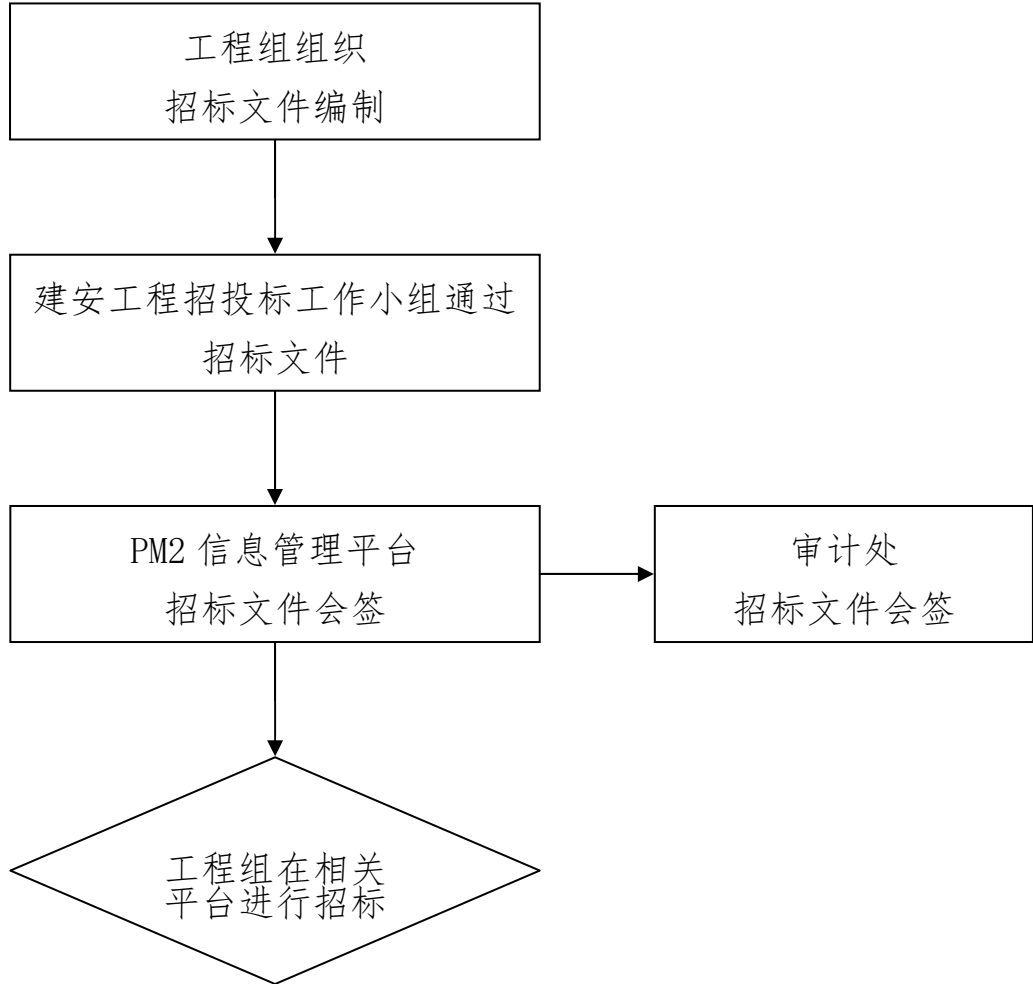 工程组组织
招标文件编制
建安工程招投标工作小组通过
招标文件
PM2 信息管理平台
招标文件会签
审计处
招标文件会签
工程组在相关
平台进行招标